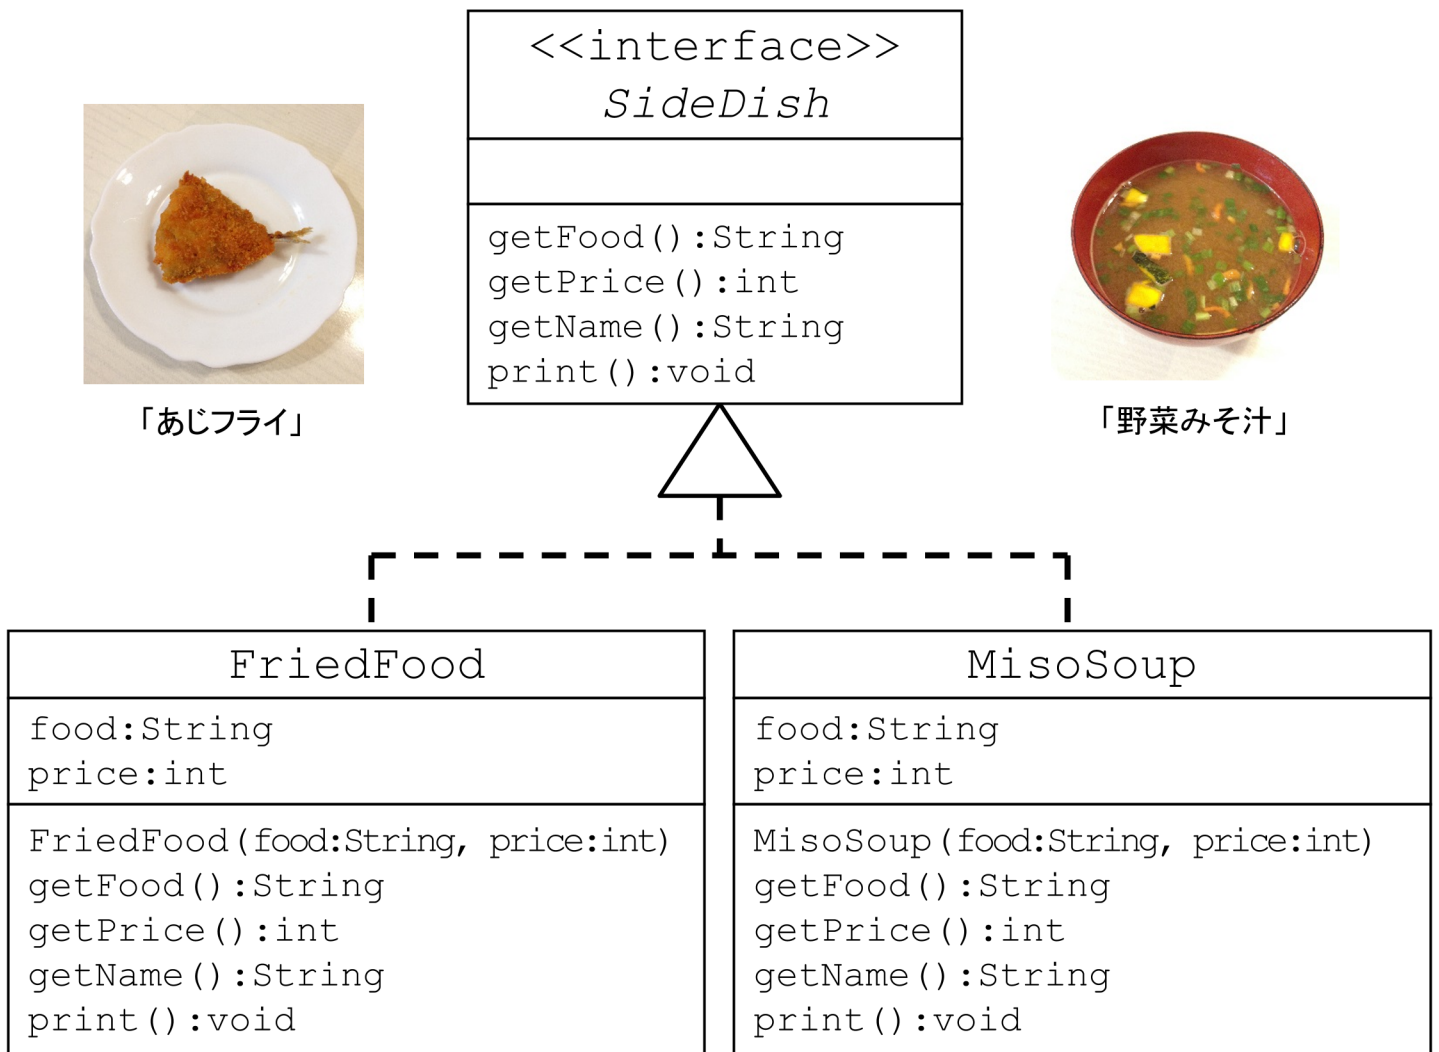 <<interface>>
SideDish
getFood():String
getPrice():int
getName():String
print():void
「あじフライ」
「野菜みそ汁」
FriedFood
food:String
price:int
FriedFood(food:String, price:int)
getFood():String
getPrice():int
getName():String
print():void
MisoSoup
food:String
price:int
MisoSoup(food:String, price:int)
getFood():String
getPrice():int
getName():String
print():void